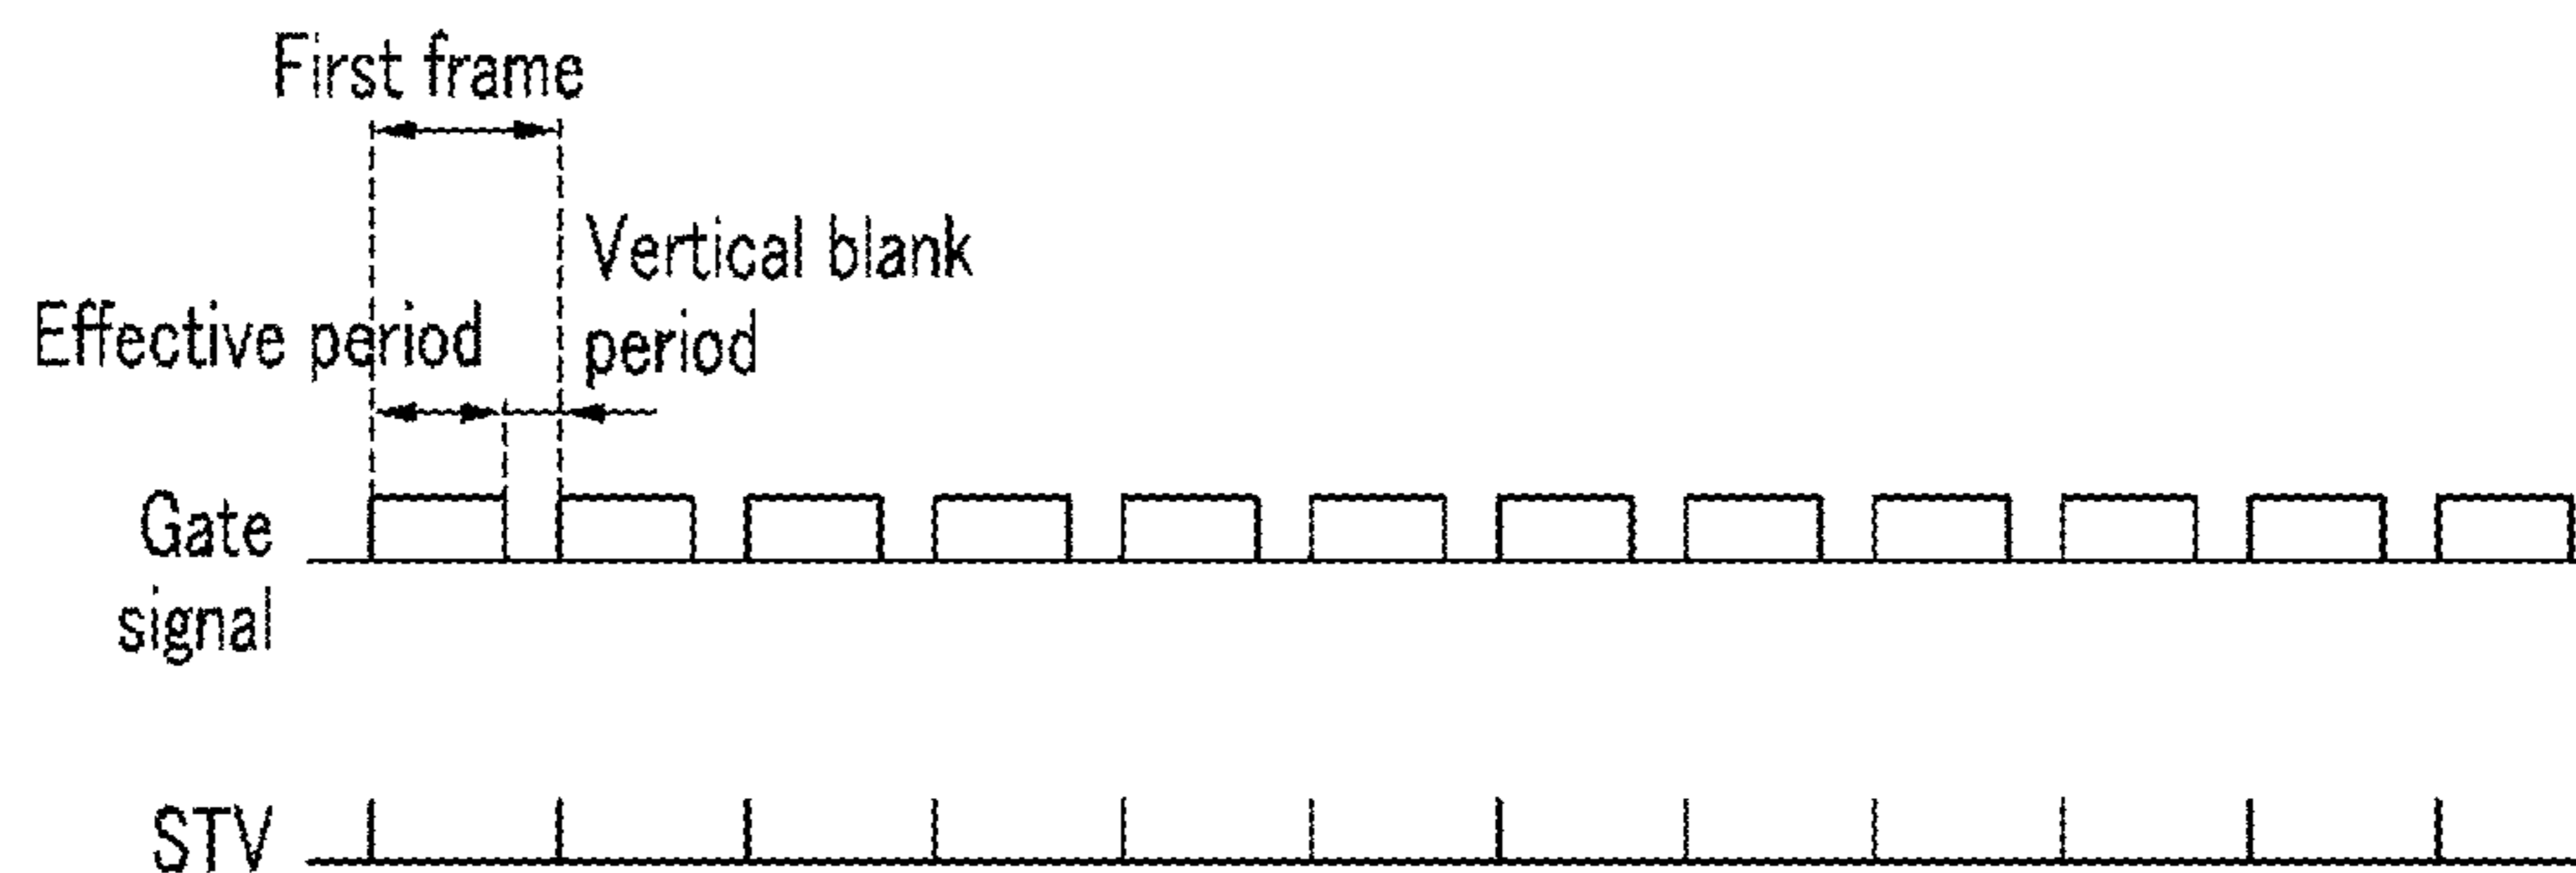 First frame
Vertical blank
period
Effective period
Gate
signal
STV